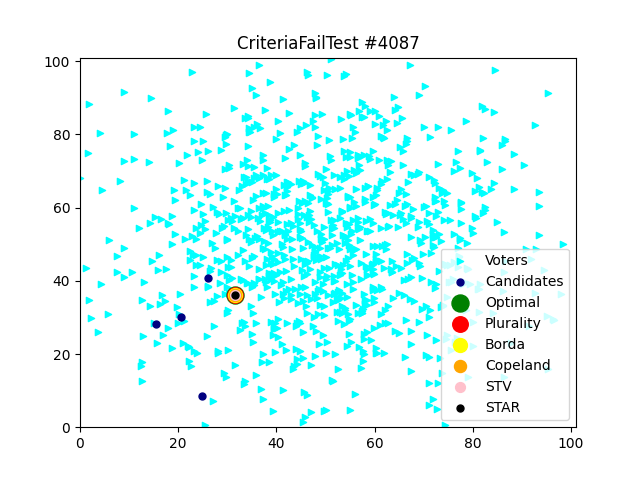 CriteriaFailTest #4087
100
80
60
40
20
0
0 20 40 60 80 100
Voters
Candidates
Optimal
Plurality
Borda
Copeland
STV
STAR